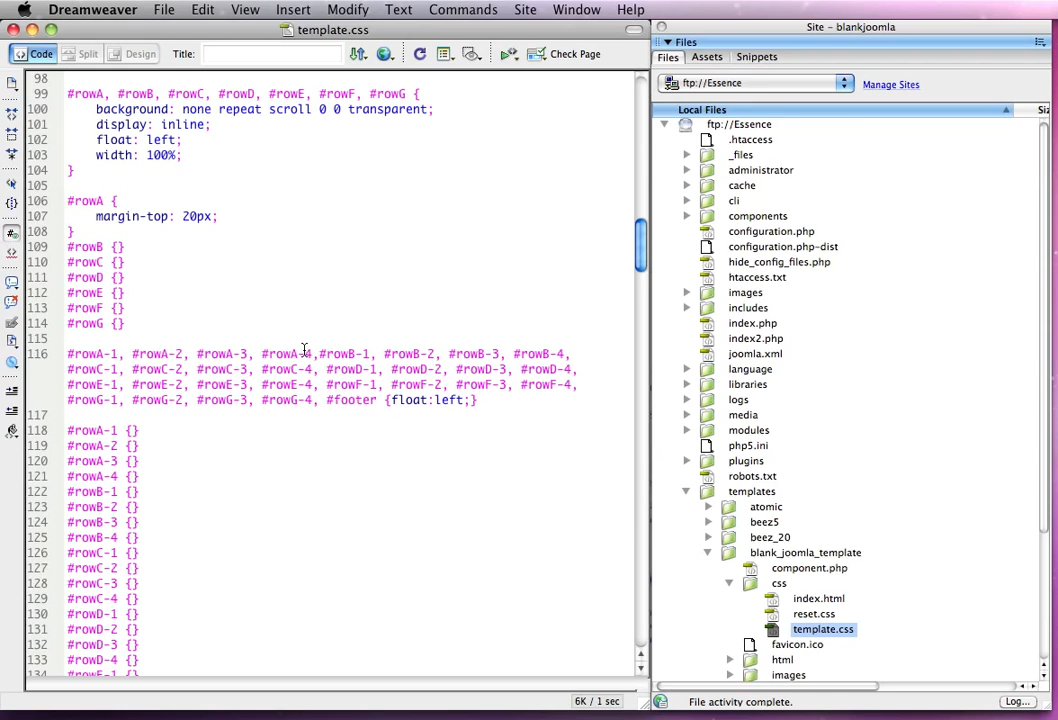 Dreamweaver File Edit View Insert Modify Text Commands Site Window Help
template.css
Code Split Design Title: Check Page
98
99 #rowA, #rowB, #rowC, #rowD, #rowE, #rowF, #rowG {
100 background: none repeat scroll 0 0 transparent;
101 display: inline;
102 float: left;
103 width: 100%;
104 }
105
106 #rowA {
107 margin-top: 20px;
108 }
109 #rowB {}
110 #rowC {}
111 #rowD {}
112 #rowE {}
113 #rowF {}
114 #rowG {}
115
116 #rowA-1, #rowA-2, #rowA-3, #rowA-4,#rowB-1, #rowB-2, #rowB-3, #rowB-4,
#rowC-1, #rowC-2, #rowC-3, #rowC-4, #rowD-1, #rowD-2, #rowD-3, #rowD-4,
#rowE-1, #rowE-2, #rowE-3, #rowE-4, #rowF-1, #rowF-2, #rowF-3, #rowF-4,
#rowG-1, #rowG-2, #rowG-3, #rowG-4, #footer {float:left;}
117
118 #rowA-1 {}
119 #rowA-2 {}
120 #rowA-3 {}
121 #rowA-4 {}
122 #rowB-1 {}
123 #rowB-2 {}
124 #rowB-3 {}
125 #rowB-4 {}
126 #rowC-1 {}
127 #rowC-2 {}
128 #rowC-3 {}
129 #rowC-4 {}
130 #rowD-1 {}
131 #rowD-2 {}
132 #rowD-3 {}
133 #rowD-4 {}
134 #rowE-1 {}
6K / 1 sec
Site - blankjoomla
Files
Files Assets Snippets
ftp://Essence Manage Sites
Local Files
ftp://Essence
.htaccess
_files
administrator
cache
cli
components
configuration.php
configuration.php-dist
hide_config_files.php
htaccess.txt
images
includes
index.php
index2.php
joomla.xml
language
libraries
logs
media
modules
php5.ini
plugins
robots.txt
templates
atomic
beez5
beez_20
blank_joomla_template
component.php
css
index.html
reset.css
template.css
favicon.ico
html
images
File activity complete. Log...